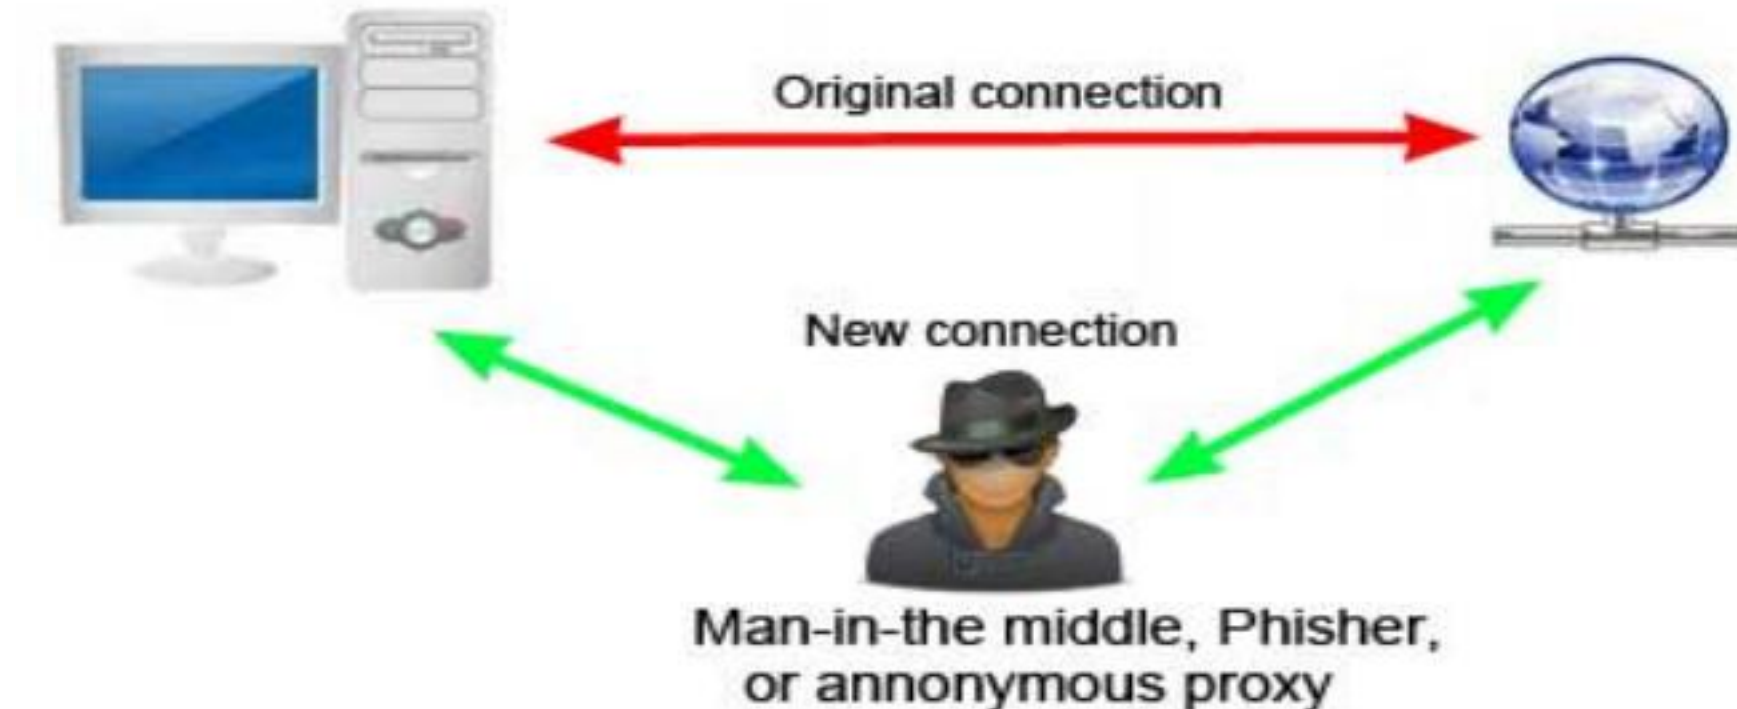 Original connection
New connection
Man-in-the middle, Phisher,
or annonymous proxy